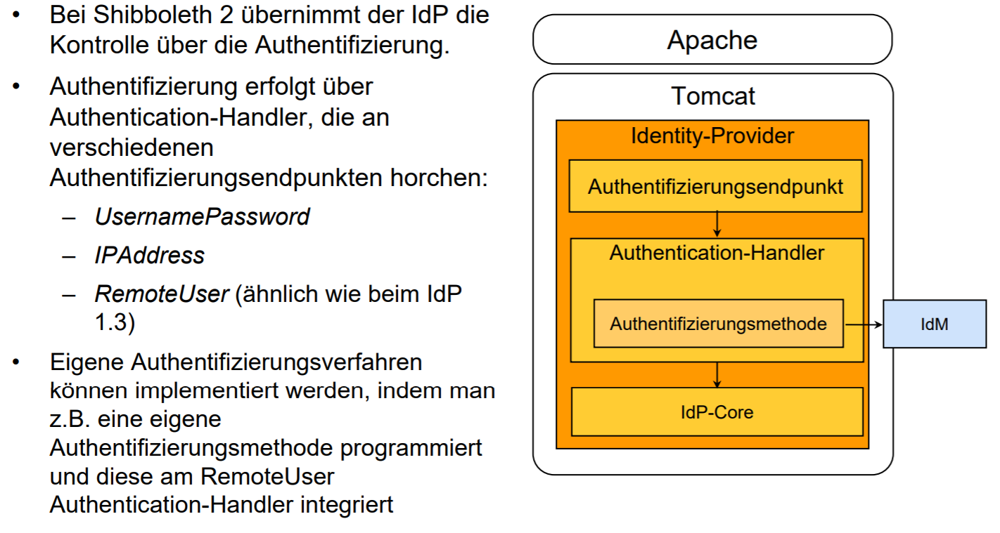 • Bei Shibboleth 2 übernimmt der IdP die
Kontrolle über die Authentifizierung.
• Authentifizierung erfolgt über
Authentication-Handler, die an
verschiedenen
Authentifizierungsendpunkten horchen:
– UsernamePassword
– IPAddress
– RemoteUser (ähnlich wie beim IdP
1.3)
• Eigene Authentifizierungsverfahren
können implementiert werden, indem man
z.B. eine eigene
Authentifizierungsmethode programmiert
und diese am RemoteUser
Authentication-Handler integriert
Apache
Tomcat
Identity-Provider
Authentifizierungsendpunkt
Authentication-Handler
Authentifizierungsmethode
IdM
IdP-Core